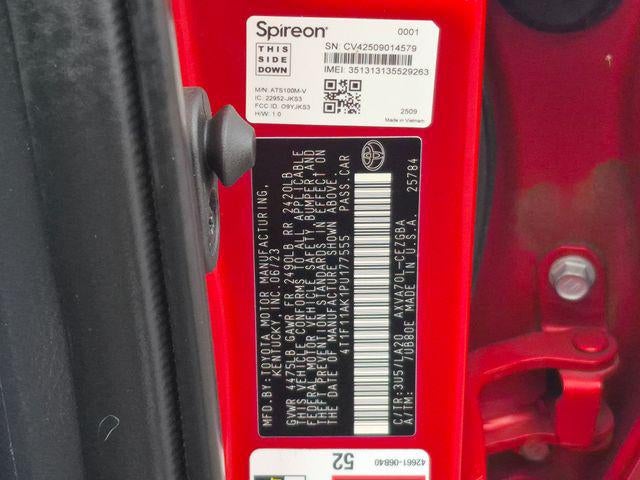 Spireon
0001
THIS
SIDE
DOWN
SN: CV42509014579
IMEI: 351313135529263
M/N: ATS100M-V
IC: 22952-JKS3
FCC ID: O9YJKS3
H/W: 1.0
2509
Made in Vietnam
MFD. BY: TOYOTA MOTOR MANUFACTURING,
KENTUCKY INC. 06/23
GVWR 4475LB GAWR FR 2490LB RR 2420LB
THIS VEHICLE CONFORMS TO ALL APPLICABLE
FEDERAL MOTOR VEHICLE SAFETY, BUMPER AND
THEFT PREVENTION STANDARDS IN EFFECT ON
THE DATE OF MANUFACTURE SHOWN ABOVE.
4T1F11AK1PU177555 PASS.CAR
C/TR: 3U5/LA20 AXVA70L-CEZGBA
A/TM: /UB80E MADE IN U.S.A. 25784
52
42661-06B40